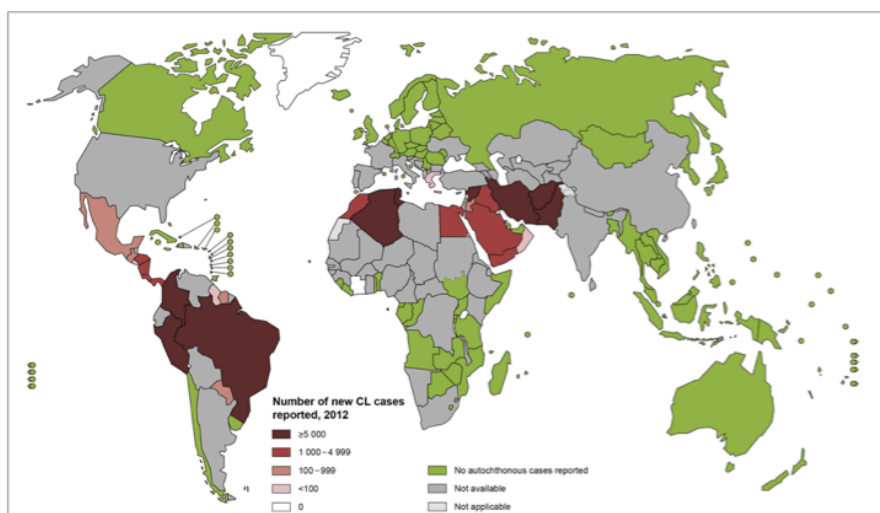 Number of new CL cases
reported, 2012
≥5 000
1 000–4 999
100–999
<100
0
No autochthonous cases reported
Not available
Not applicable